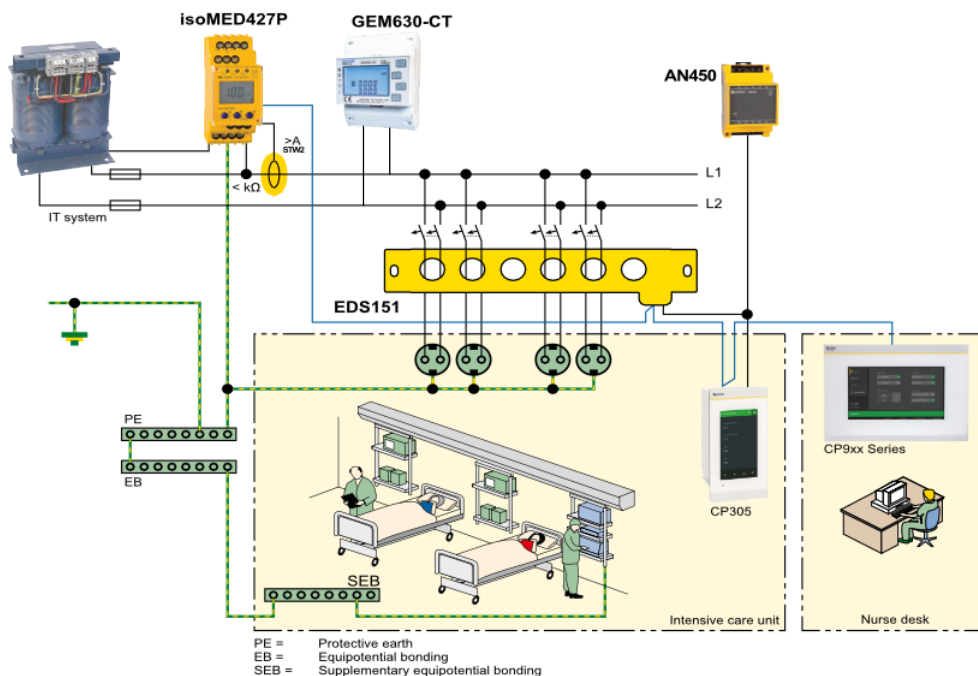 isoMED427P
GEM630-CT
AN450
>A
STW2
< kΩ
L1
L2
IT system
EDS151
PE
EB
CP9xx Series
CP305
SEB
Intensive care unit
Nurse desk
PE = Protective earth
EB = Equipotential bonding
SEB = Supplementary equipotential bonding